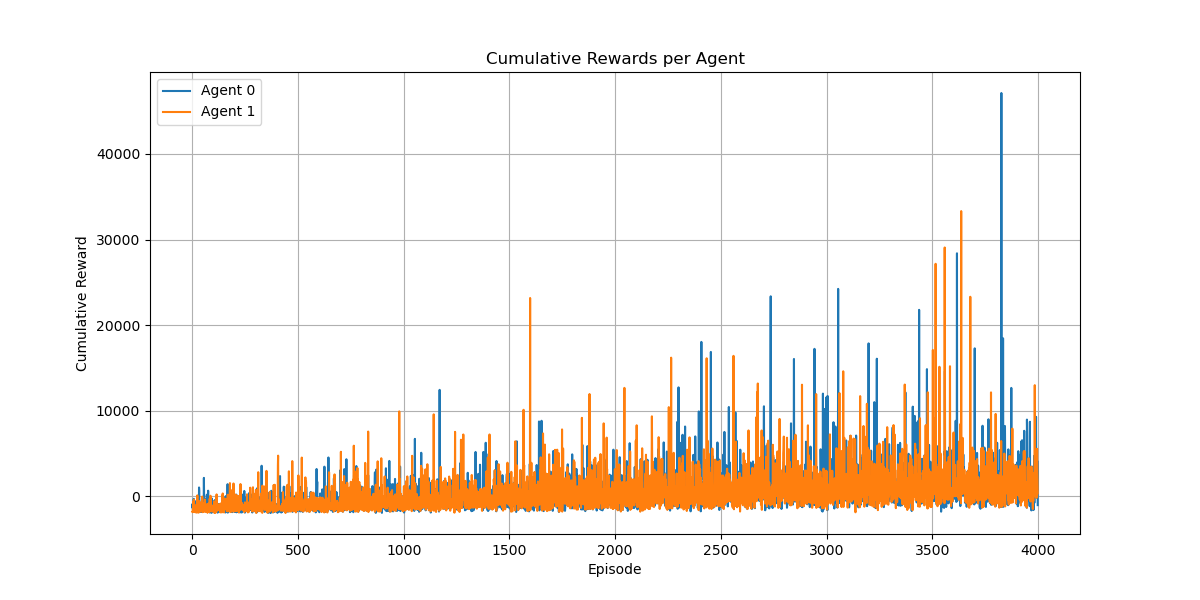 Cumulative Rewards per Agent
Agent 0
Agent 1
Cumulative Reward
40000
30000
20000
10000
0
0 500 1000 1500 2000 2500 3000 3500 4000
Episode